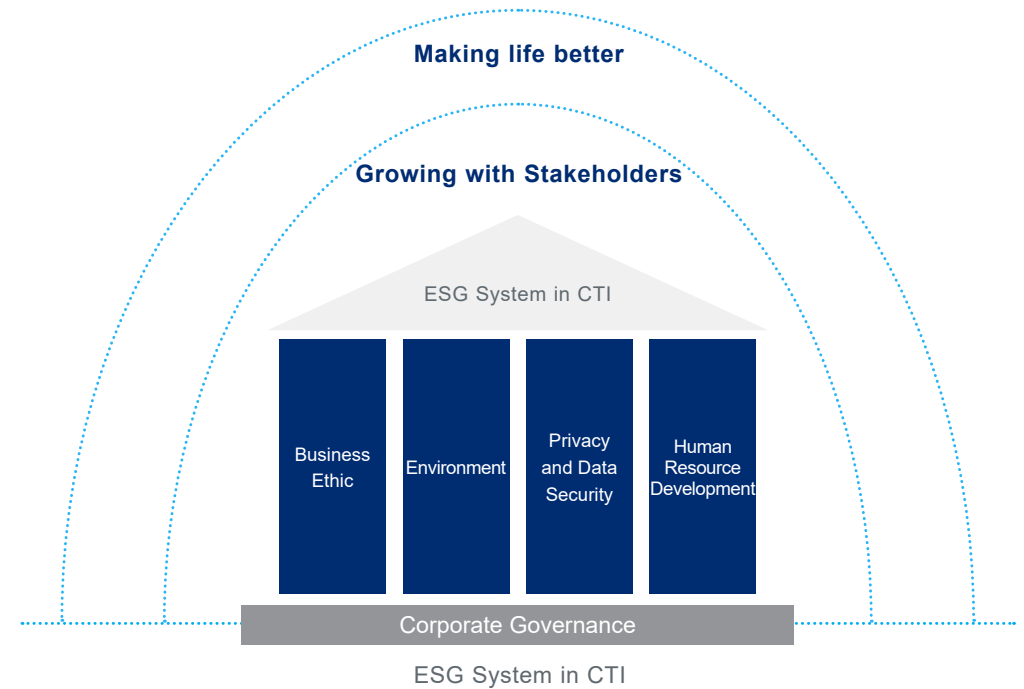 Making life better
Growing with Stakeholders
ESG System in CTI
Business
Ethic
Environment
Privacy
and Data
Security
Human
Resource
Development
Corporate Governance
ESG System in CTI